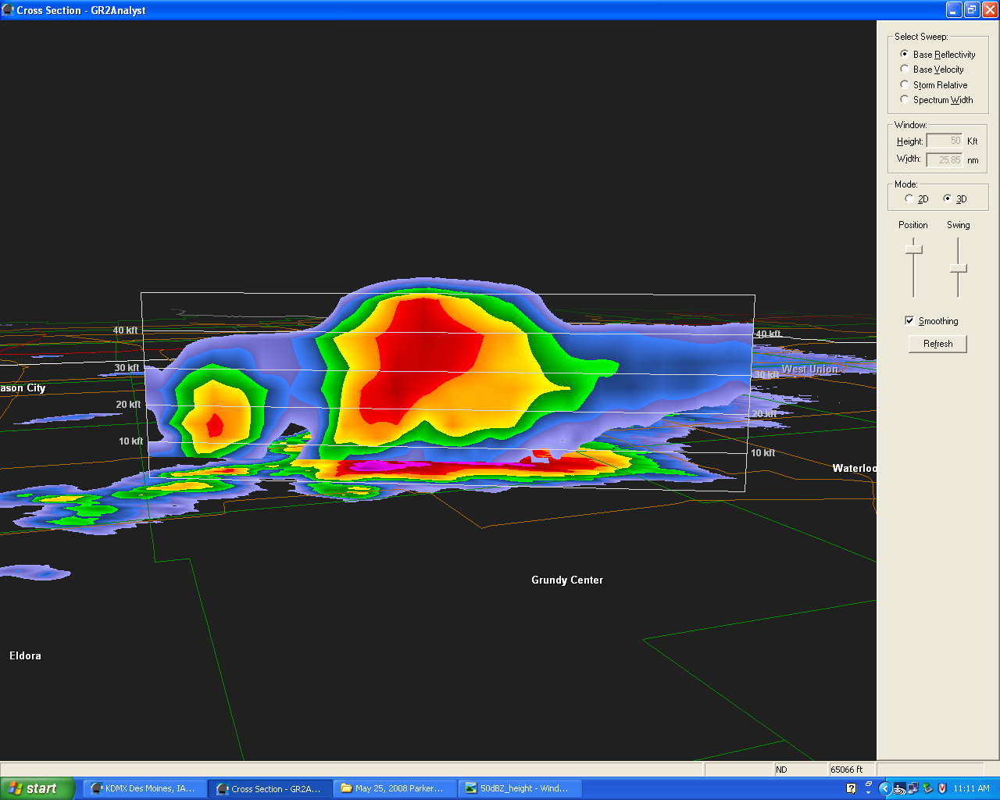 Cross Section - GR2Analyst
Select Sweep:
Base Reflectivity
Base Velocity
Storm Relative
Spectrum Width
Window:
Height: 50 Kft
Width: 25.85 nm
Mode:
2D 3D
Position Swing
Smoothing
Refresh
40 kft
40 kft
30 kft
West Union
30 kft
ason City
20 kft
20 kft
10 kft
10 kft
Waterloo
Grundy Center
Eldora
ND 65066 ft
start
KDMX Des Moines, IA...
Cross Section - GR2A...
May 25, 2008 Parker...
50dBZ_height - Wind...
11:11 AM